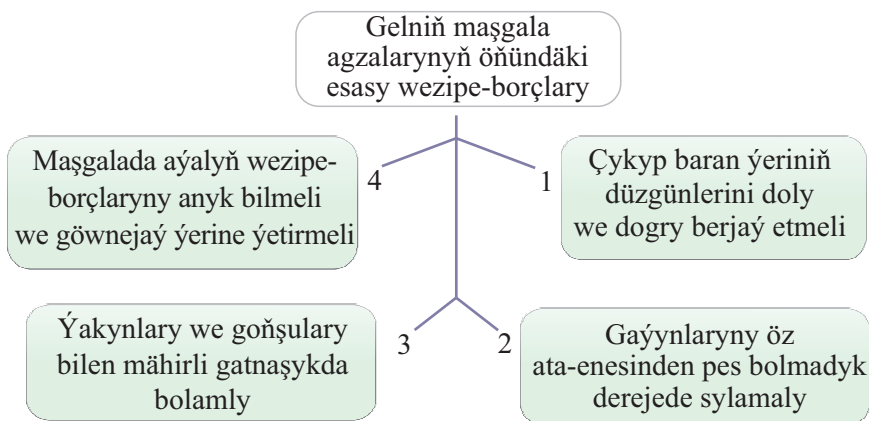 Gelniň maşgala
agzalarynyň öňündäki
esasy wezipe-borçlary
Maşgalada aýalyň wezipe-
borçlaryny anyk bilmeli
we göwnejaý ýerine ýetirmeli
4
1
Çykyp baran ýeriniň
düzgünlerini doly
we dogry berjaý etmeli
Ýakynlary we goňşulary
bilen mähirli gatnaşykda
bolamly
3
2
Gaýynlaryny öz
ata-enesinden pes bolmadyk
derejede sylamaly